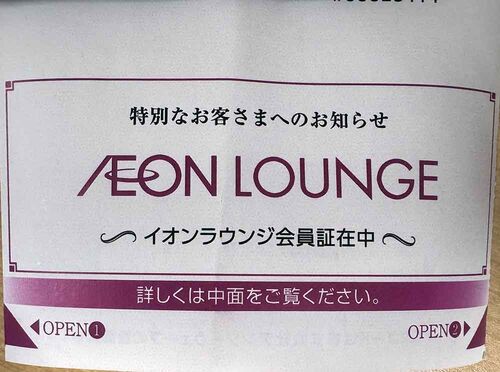 特別なお客さまへのお知らせ
ÆON LOUNGE
イオンラウンジ会員証在中
詳しくは中面をご覧ください。
◀OPEN❶
OPEN❷▶